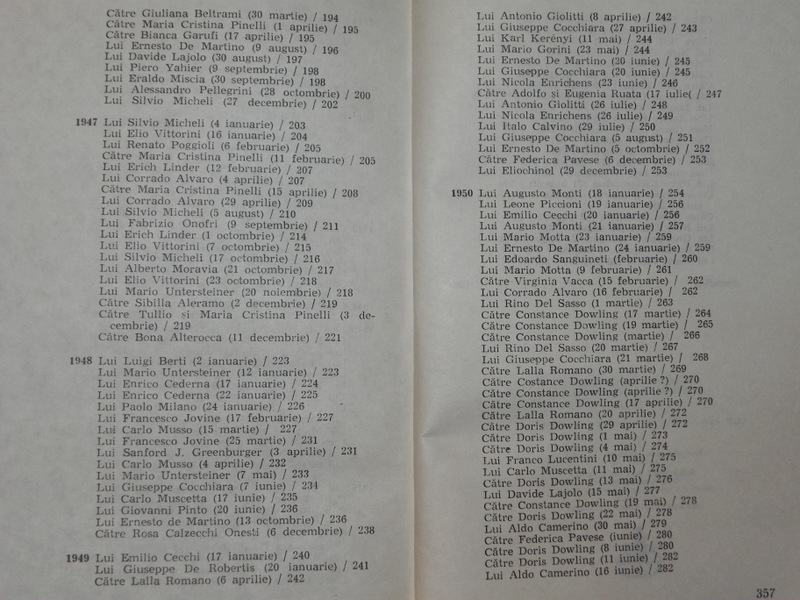 Către Giuliana Beltrami (30 martie) / 194
Către Maria Cristina Pinelli (1 aprilie) / 195
Către Bianca Garufi (17 aprilie) / 195
Lui Ernesto De Martino (9 august) / 196
Lui Davide Lajolo (30 august) / 197
Lui Piero Yahier (9 septembrie) / 198
Lui Eraldo Miscia (30 septembrie) / 198
Lui Alessandro Pellegrini (28 octombrie) / 200
Lui Silvio Micheli (27 decembrie) / 202
1947 Lui Silvio Micheli (4 ianuarie) / 203
Lui Elio Vittorini (16 ianuarie) / 204
Lui Renato Poggioli (6 februarie) / 205
Către Maria Cristina Pinelli (11 februarie) / 205
Lui Erich Linder (12 februarie) / 207
Lui Corrado Alvaro (4 aprilie) / 207
Către Maria Cristina Pinelli (15 aprilie) / 208
Lui Corrado Alvaro (29 aprilie) / 209
Lui Silvio Micheli (5 august) / 210
Lui Fabrizio Onofri (9 septembrie) / 211
Lui Erich Linder (1 octombrie) / 214
Lui Elio Vittorini (7 octombrie) / 215
Lui Silvio Micheli (17 octombrie) / 216
Lui Alberto Moravia (21 octombrie) / 217
Lui Elio Vittorini (23 octombrie) / 218
Lui Mario Untersteiner (20 noiembrie) / 218
Către Sibilla Aleramo (2 decembrie) / 219
Către Tullio și Maria Cristina Pinelli (3 de-
cembrie) / 219
Către Bona Alterocca (11 decembrie) / 221
1948 Lui Luigi Berti (2 ianuarie) / 223
Lui Mario Untersteiner (12 ianuarie) / 223
Lui Enrico Cederna (17 ianuarie) / 224
Lui Enrico Cederna (22 ianuarie) / 225
Lui Paolo Milano (24 ianuarie) / 226
Lui Francesco Jovine (17 februarie) / 227
Lui Carlo Musso (15 martie) / 227
Lui Francesco Jovine (25 martie) / 231
Lui Sanford J. Greenburger (3 aprilie) / 231
Lui Carlo Musso (4 aprilie) / 232
Lui Mario Untersteiner (7 mai) / 233
Lui Giuseppe Cocchiara (7 iunie) / 234
Lui Carlo Muscetta (17 iunie) / 235
Lui Giovanni Pinto (20 iunie) / 236
Lui Ernesto de Martino (13 octombrie) / 236
Către Rosa Calzecchi Onesti (6 decembrie) / 238
1949 Lui Emilio Cecchi (17 ianuarie) / 240
Lui Giuseppe De Robertis (20 ianuarie) / 241
Către Lalla Romano (6 aprilie) / 242
Lui Antonio Giolitti (8 aprilie) / 242
Lui Giuseppe Cocchiara (27 aprilie) / 243
Lui Karl Kerényi (11 mai) / 244
Lui Mario Gorini (23 mai) / 244
Lui Ernesto De Martino (20 iunie) / 245
Lui Giuseppe Cocchiara (20 iunie) / 245
Lui Nicola Enrichens (23 iunie) / 246
Către Adolfo și Eugenia Ruata (17 iulie( / 247
Lui Antonio Giolitti (26 iulie) / 248
Lui Nicola Enrichens (26 iulie) / 249
Lui Italo Calvino (29 iulie) / 250
Lui Giuseppe Cocchiara (5 august) / 251
Lui Ernesto De Martino (5 octombrie) / 252
Către Federica Pavese (6 decembrie) / 253
Lui Eliochinol (29 decembrie) / 253
1950 Lui Augusto Monti (18 ianuarie) / 254
Lui Leone Piccioni (19 ianuarie) / 256
Lui Emilio Cecchi (20 ianuarie) / 256
Lui Augusto Monti (21 ianuarie) / 257
Lui Mario Motta (23 ianuarie) / 259
Lui Ernesto De Martino (24 ianuarie) / 259
Lui Edoardo Sanguineti (februarie) / 260
Lui Mario Motta (9 februarie) / 261
Către Virginia Vacca (15 februarie) / 262
Lui Corrado Alvaro (16 februarie) / 262
Lui Rino Del Sasso (1 martie) / 263
Către Constance Dowling (17 martie) / 264
Către Constance Dowling (19 martie) / 265
Către Constance Dowling (martie) / 266
Lui Rino Del Sasso (20 martie) / 267
Lui Giuseppe Cocchiara (21 martie) / 268
Către Lalla Romano (30 martie) / 269
Către Costance Dowling (aprilie ?) / 270
Către Constance Dowling (aprilie ?) / 270
Către Constance Dowling (17 aprilie) / 270
Către Lalla Romano (20 aprilie) / 272
Către Doris Dowling (29 aprilie) / 272
Către Doris Dowling (1 mai) / 273
Către Doris Dowling (4 mai) / 274
Lui Franco Lucentini (10 mai) / 275
Lui Carlo Muscetta (11 mai) / 275
Către Doris Dowling (13 mai) / 276
Lui Davide Lajolo (15 mai) / 277
Către Constance Dowling (19 mai) / 278
Către Doris Dowling (22 mai) / 278
Lui Aldo Camerino (30 mai) / 279
Către Federica Pavese (iunie) / 280
Către Doris Dowling (8 iunie) / 280
Către Doris Dowling (11 iunie) / 282
Lui Aldo Camerino (16 iunie) / 282
357